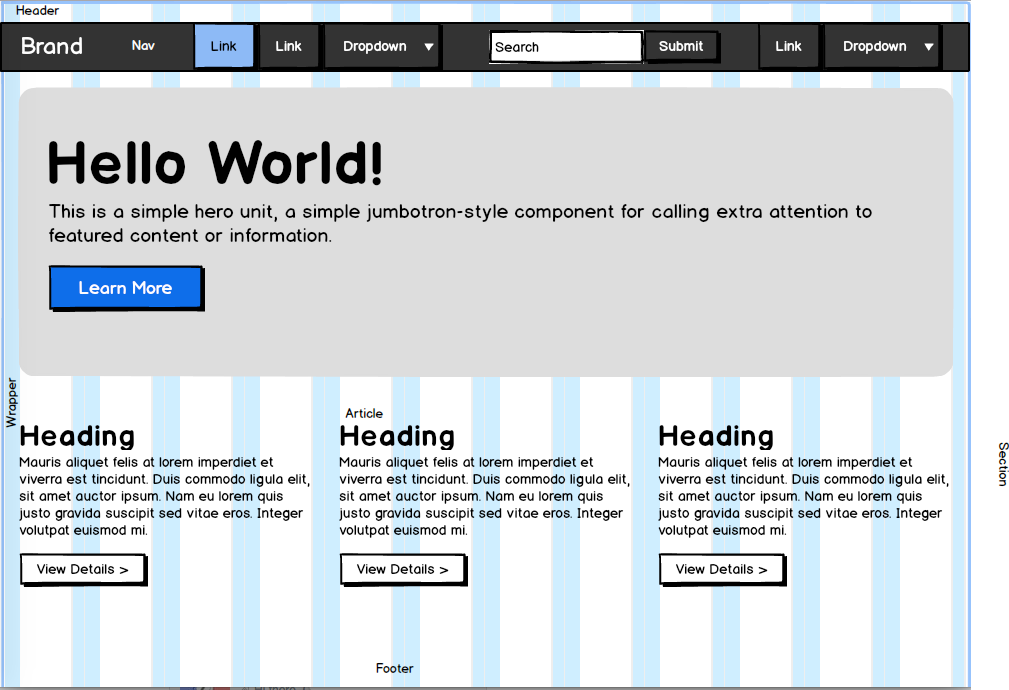 Header
Brand Nav Link Link Dropdown Search Submit Link Dropdown
Hello World!
This is a simple hero unit, a simple jumbotron-style component for calling extra attention to
featured content or information.
Learn More
Wrapper
Article
Section
Heading
Mauris aliquet felis at lorem imperdiet et
viverra est tincidunt. Duis commodo ligula elit,
sit amet auctor ipsum. Nam eu lorem quis
justo gravida suscipit sed vitae eros. Integer
volutpat euismod mi.
View Details >
Heading
Mauris aliquet felis at lorem imperdiet et
viverra est tincidunt. Duis commodo ligula elit,
sit amet auctor ipsum. Nam eu lorem quis
justo gravida suscipit sed vitae eros. Integer
volutpat euismod mi.
View Details >
Heading
Mauris aliquet felis at lorem imperdiet et
viverra est tincidunt. Duis commodo ligula elit,
sit amet auctor ipsum. Nam eu lorem quis
justo gravida suscipit sed vitae eros. Integer
volutpat euismod mi.
View Details >
Footer